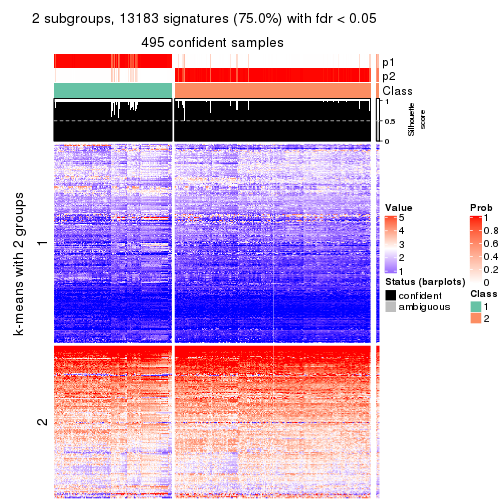 2 subgroups, 13183 signatures (75.0%) with fdr < 0.05
495 confident samples
p1
p2
Class
1
0.5
0
Silhouette
score
k-means with 2 groups
1
2
Value
5
4
3
2
1
Status (barplots)
confident
ambiguous
Prob
1
0.8
0.6
0.4
0.2
0
Class
1
2